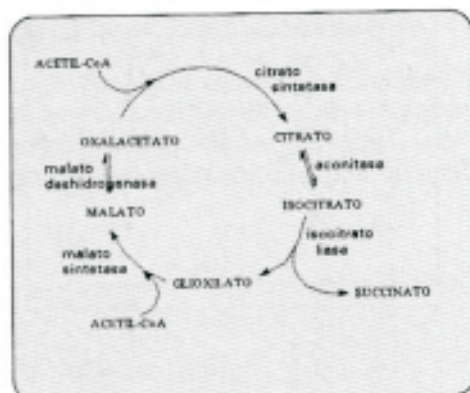 ACETIL-CoA
citrato
sintetasa
OXALACETATO
CITRATO
malato
deshidrogenasa
aconitasa
MALATO
ISOCITRATO
malato
sintetasa
isocitrato
liasa
GLIOXILATO
SUCCINATO
ACETIL-CoA